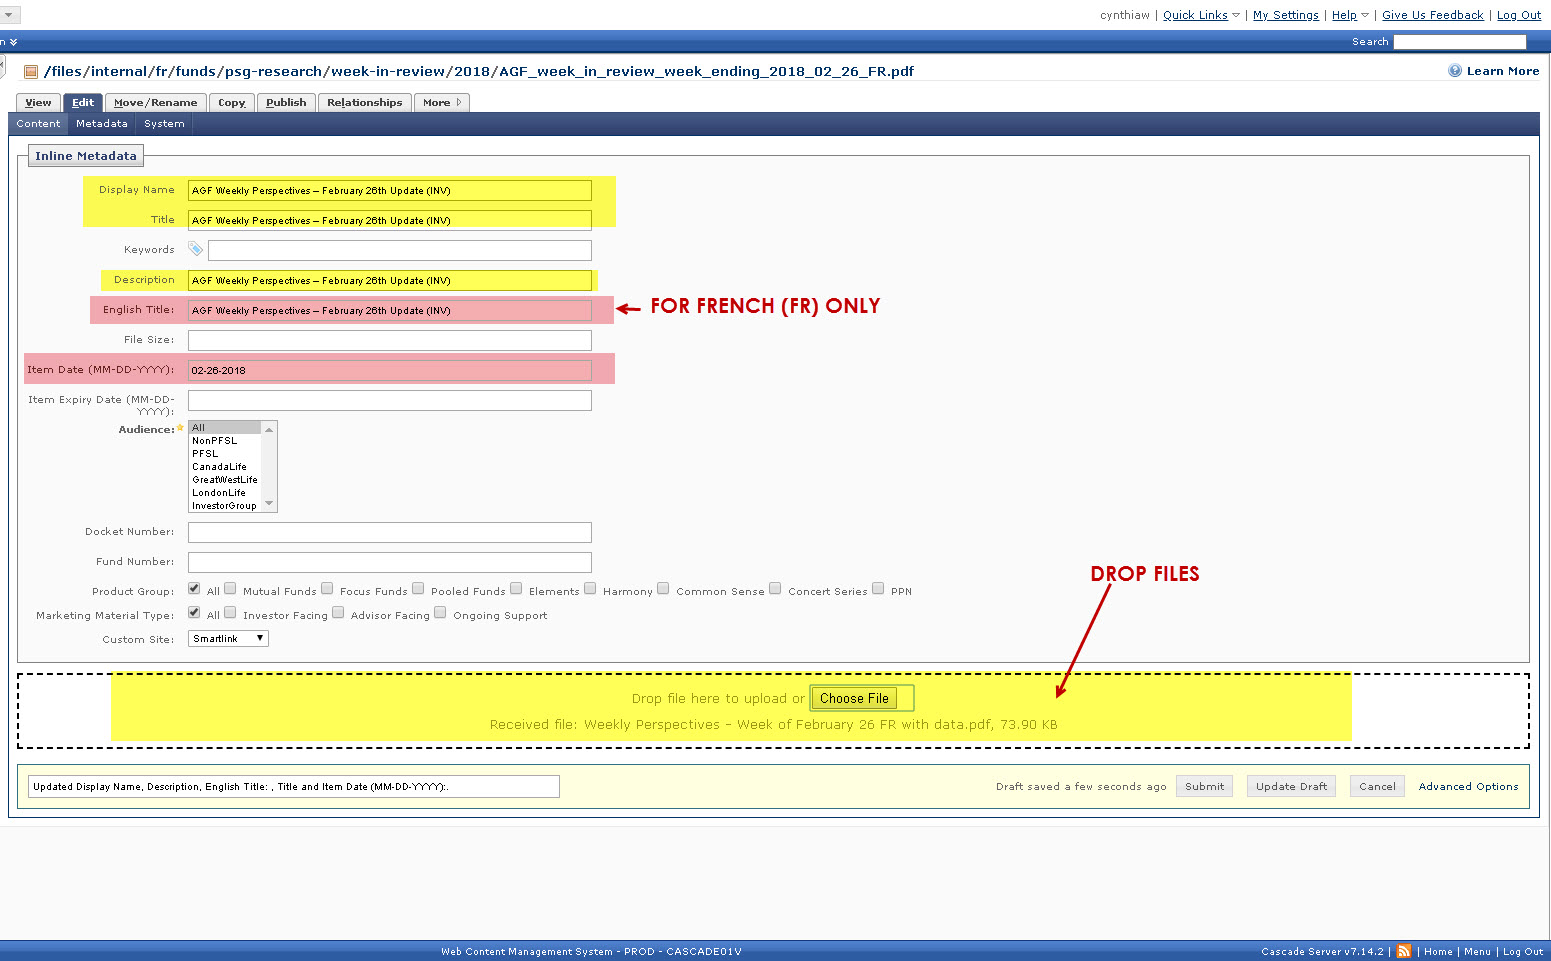 cynthiaw | Quick Links | My Settings | Help | Give Us Feedback | Log Out
n Search
/files/internal/fr/funds/psg-research/week-in-review/2018/AGF_week_in_review_week_ending_2018_02_26_FR.pdf Learn More
View Edit Move/Rename Copy Publish Relationships More
Content Metadata System
Inline Metadata
Display Name AGF Weekly Perspectives – February 26th Update (INV)
Title AGF Weekly Perspectives – February 26th Update (INV)
Keywords
Description AGF Weekly Perspectives – February 26th Update (INV)
English Title: AGF Weekly Perspectives – February 26th Update (INV) FOR FRENCH (FR) ONLY
File Size:
Item Date (MM-DD-YYYY): 02-26-2018
Item Expiry Date (MM-DD-
YYYY):
Audience: All
NonPFSL
PFSL
CanadaLife
GreatWestLife
LondonLife
InvestorGroup
Docket Number:
Fund Number:
DROP FILES
Product Group: All Mutual Funds Focus Funds Pooled Funds Elements Harmony Common Sense Concert Series PPN
Marketing Material Type: All Investor Facing Advisor Facing Ongoing Support
Custom Site: Smartlink
Drop file here to upload or Choose File
Received file: Weekly Perspectives - Week of February 26 FR with data.pdf, 73.90 KB
Updated Display Name, Description, English Title: , Title and Item Date (MM-DD-YYYY):. Draft saved a few seconds ago Submit Update Draft Cancel Advanced Options
Web Content Management System - PROD - CASCADE01V Cascade Server v7.14.2 | Home | Menu | Log Out